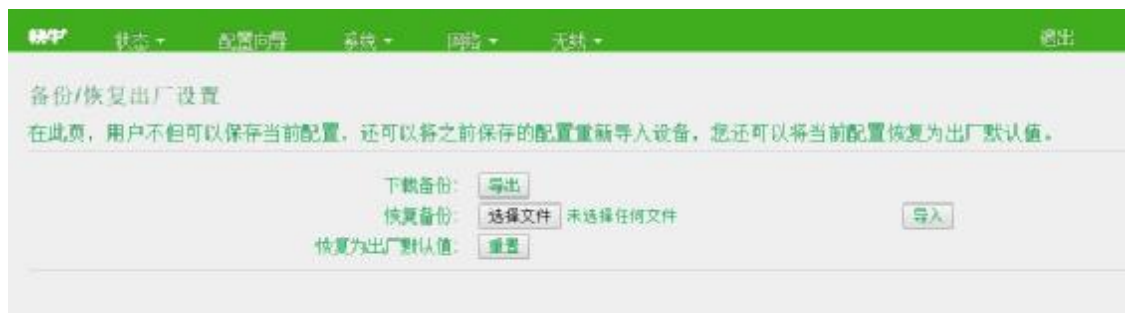 快牛 状态 配置向导 系统 网络 无线 退出
备份/恢复出厂设置
在此页，用户不但可以保存当前配置，还可以将之前保存的配置重新导入设备，您还可以将当前配置恢复为出厂默认值。
下载备份: 导出
恢复备份: 选择文件 未选择任何文件 导入
恢复为出厂默认值: 重置